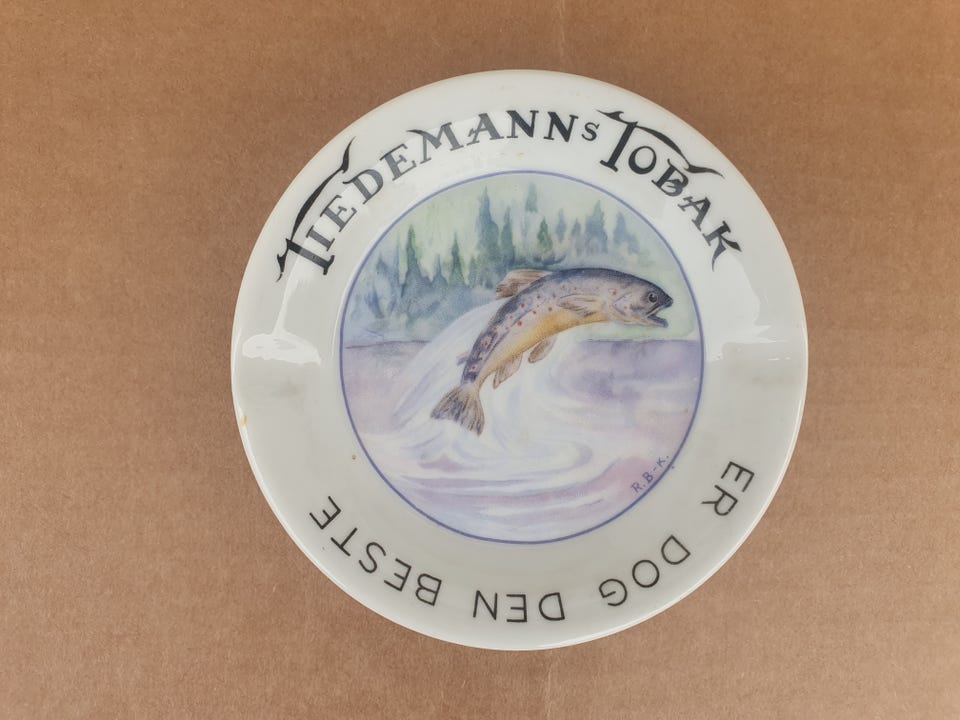 TIEDEMANNS TOBAK
R.B-K.
ER DOG DEN BESTE